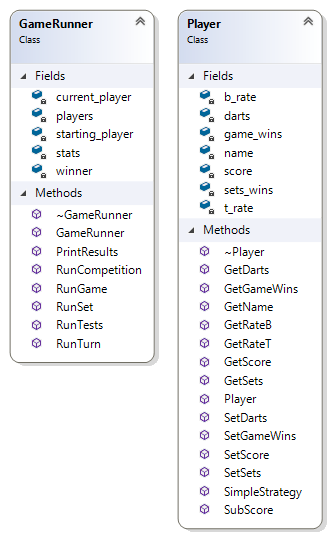 GameRunner
Class
Fields
current_player
players
starting_player
stats
winner
Methods
~GameRunner
GameRunner
PrintResults
RunCompetition
RunGame
RunSet
RunTests
RunTurn
Player
Class
Fields
b_rate
darts
game_wins
name
score
sets_wins
t_rate
Methods
~Player
GetDarts
GetGameWins
GetName
GetRateB
GetRateT
GetScore
GetSets
Player
SetDarts
SetGameWins
SetScore
SetSets
SimpleStrategy
SubScore